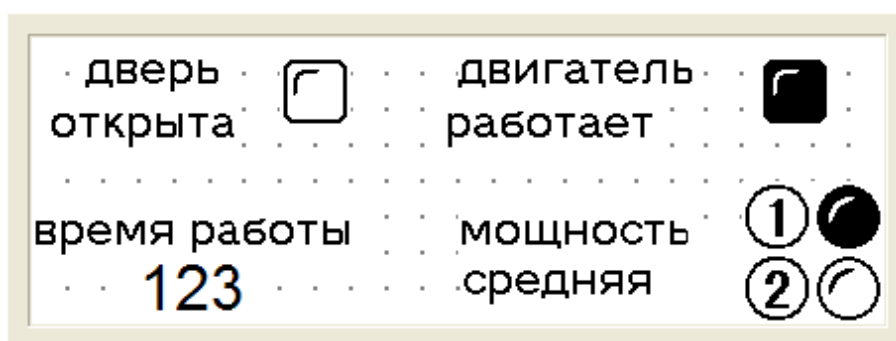 дверь
открыта
двигатель
работает
время работы
123
мощность
средняя
1
2